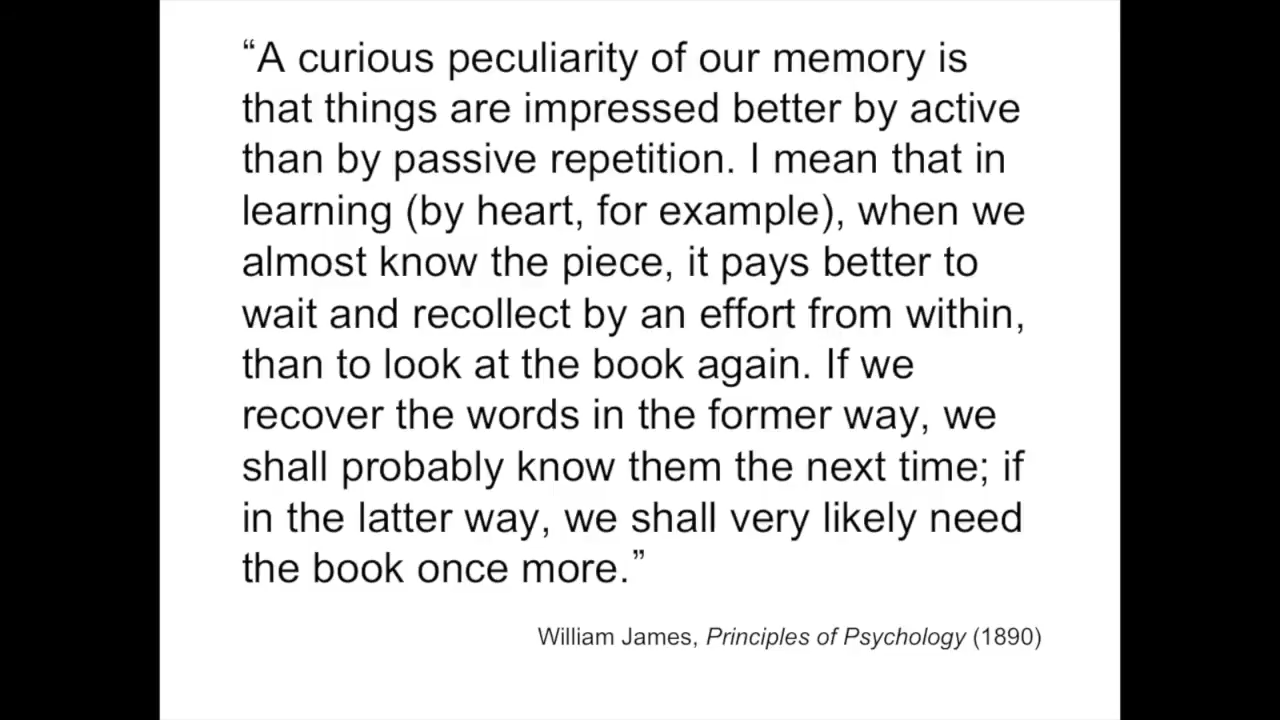 “A curious peculiarity of our memory is
that things are impressed better by active
than by passive repetition. I mean that in
learning (by heart, for example), when we
almost know the piece, it pays better to
wait and recollect by an effort from within,
than to look at the book again. If we
recover the words in the former way, we
shall probably know them the next time; if
in the latter way, we shall very likely need
the book once more.”
William James, Principles of Psychology (1890)